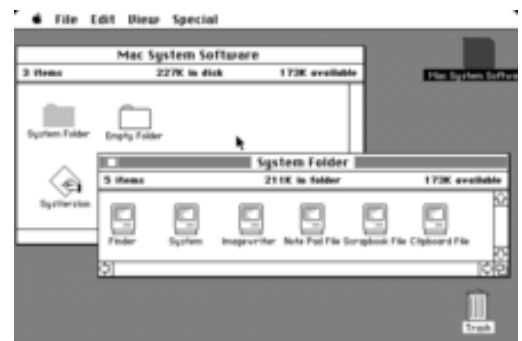 File Edit View Special
Mac System Software
3 items 227K in disk 173K available
Mac System Softwa
System Folder Empty Folder
System Folder
5 items 211K in folder 173K available
SysVersion
Finder System Imagewriter Note Pad File Scrapbook File Clipboard File
Trash